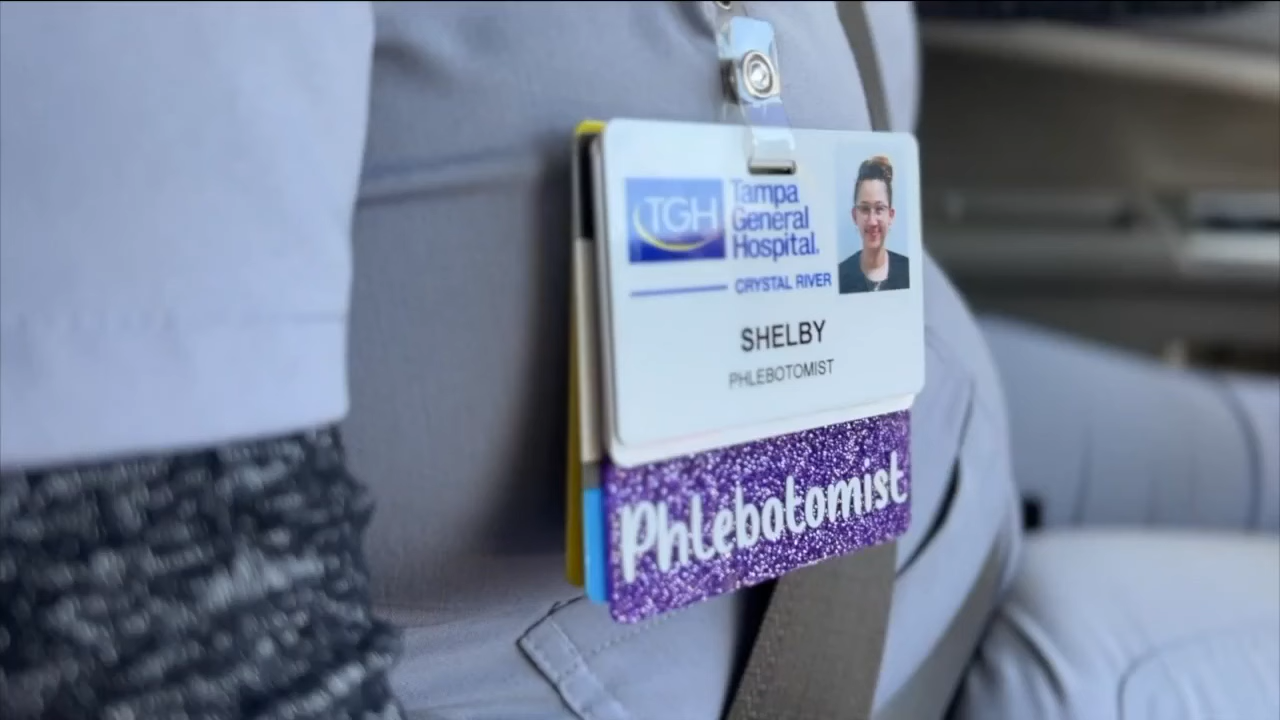 TGH
Tampa
General
Hospital.
CRYSTAL RIVER
SHELBY
PHLEBOTOMIST
Phlebotomist